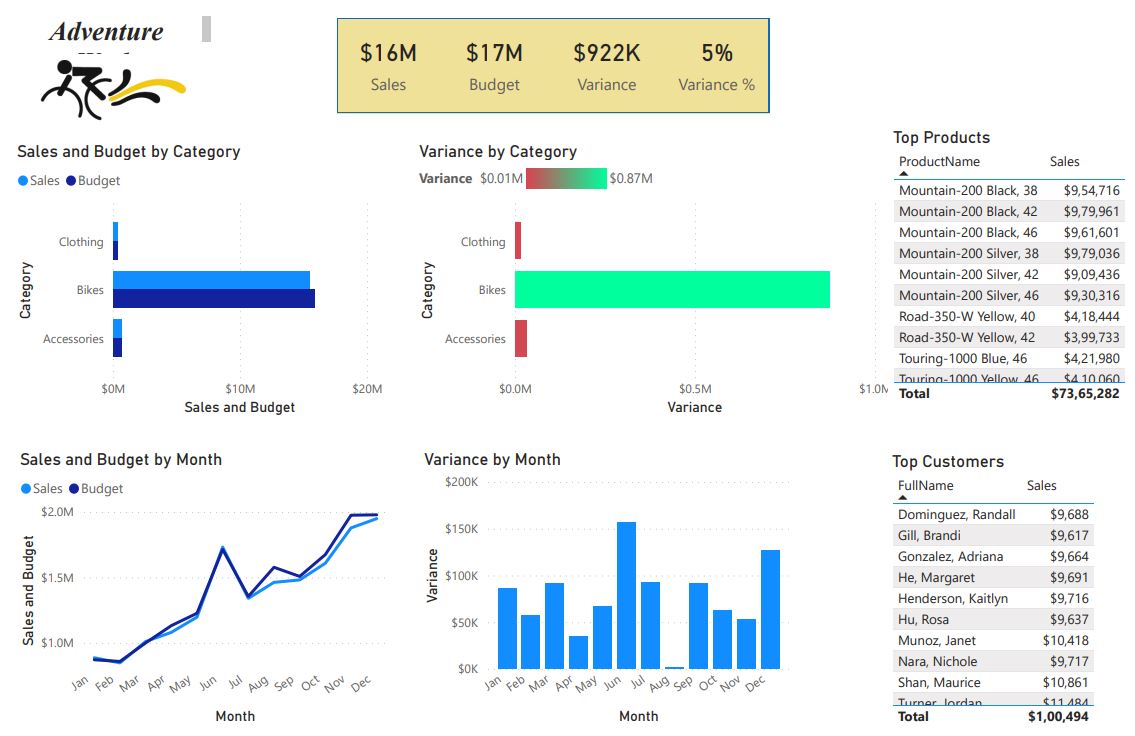 Adventure
$16M $17M $922K 5%
Sales Budget Variance Variance %
Sales and Budget by Category
Sales Budget
Clothing
Bikes
Accessories
Category
$0M $10M $20M
Sales and Budget
Variance by Category
Variance $0.01M $0.87M
Clothing
Bikes
Accessories
Category
$0.0M $0.5M
Variance
Top Products
ProductName Sales
Mountain-200 Black, 38 $9,54,716
Mountain-200 Black, 42 $9,79,961
Mountain-200 Black, 46 $9,61,601
Mountain-200 Silver, 38 $9,79,036
Mountain-200 Silver, 42 $9,09,436
Mountain-200 Silver, 46 $9,30,316
Road-350-W Yellow, 40 $4,18,444
Road-350-W Yellow, 42 $3,99,733
Touring-1000 Blue, 46 $4,21,980
Touring-1000 Yellow, 46 $4,10,060
Total $73,65,282
Sales and Budget by Month
Sales Budget
$2.0M
$1.5M
$1.0M
Sales and Budget
Jan Feb Mar Apr May Jun Jul Aug Sep Oct Nov Dec
Month
Variance by Month
$200K
$150K
$100K
$50K
$0K
Variance
Jan Feb Mar Apr May Jun Jul Aug Sep Oct Nov Dec
Month
Top Customers
FullName Sales
Dominguez, Randall $9,688
Gill, Brandi $9,617
Gonzalez, Adriana $9,664
He, Margaret $9,691
Henderson, Kaitlyn $9,716
Hu, Rosa $9,637
Munoz, Janet $10,418
Nara, Nichole $9,717
Shan, Maurice $10,861
Turner, Jordan $11,484
Total $1,00,494